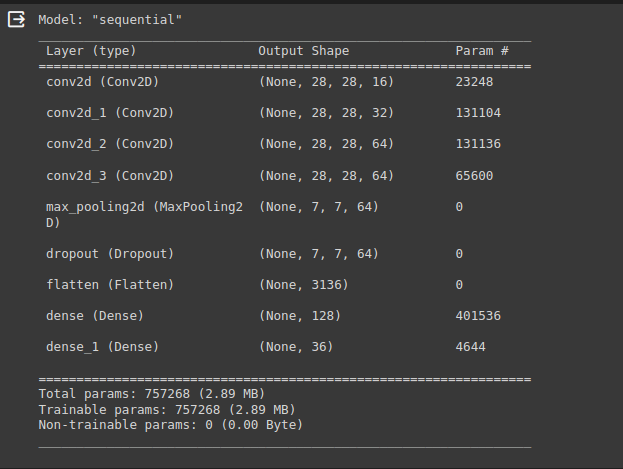 Model: "sequential"
Layer (type) Output Shape Param #
=================================================================
conv2d (Conv2D) (None, 28, 28, 16) 23248
conv2d_1 (Conv2D) (None, 28, 28, 32) 131104
conv2d_2 (Conv2D) (None, 28, 28, 64) 131136
conv2d_3 (Conv2D) (None, 28, 28, 64) 65600
max_pooling2d (MaxPooling2 (None, 7, 7, 64) 0
D)
dropout (Dropout) (None, 7, 7, 64) 0
flatten (Flatten) (None, 3136) 0
dense (Dense) (None, 128) 401536
dense_1 (Dense) (None, 36) 4644
=================================================================
Total params: 757268 (2.89 MB)
Trainable params: 757268 (2.89 MB)
Non-trainable params: 0 (0.00 Byte)